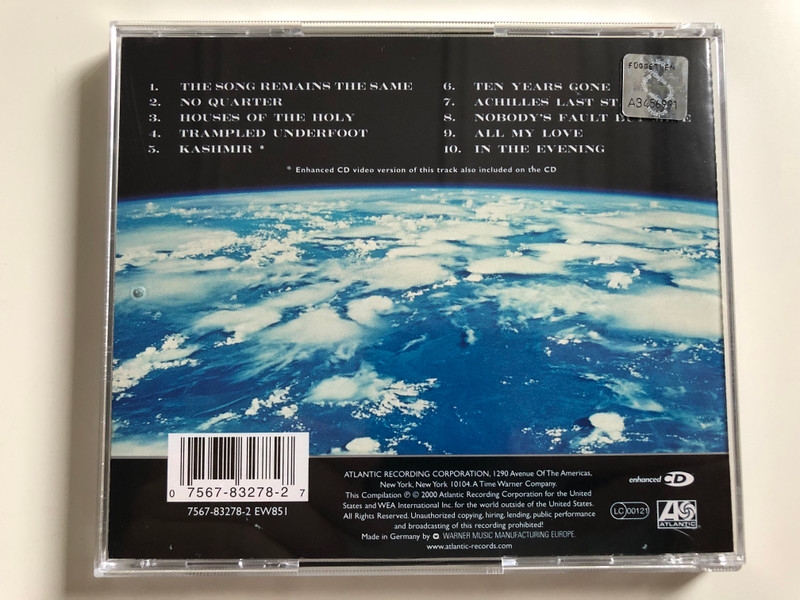 1. THE SONG REMAINS THE SAME
2. NO QUARTER
3. HOUSES OF THE HOLY
4. TRAMPLED UNDERFOOT
5. KASHMIR *
6. TEN YEARS GONE
7. ACHILLES LAST
8. NOBODY'S FAULT
9. ALL MY LOVE
10. IN THE EVENING
* Enhanced CD video version of this track also included on the CD
0 7567-83278-2 7
7567-83278-2 EW851
ATLANTIC RECORDING CORPORATION, 1290 Avenue Of The Americas,
New York, New York 10104. A Time Warner Company.
This Compilation ℗ © 2000 Atlantic Recording Corporation for the United
States and WEA International Inc. for the world outside of the United States.
All Rights Reserved. Unauthorized copying, hiring, lending, public performance
and broadcasting of this recording prohibited!
Made in Germany by WARNER MUSIC MANUFACTURING EUROPE.
www.atlantic-records.com
enhanced CD
LC 00121
ATLANTIC